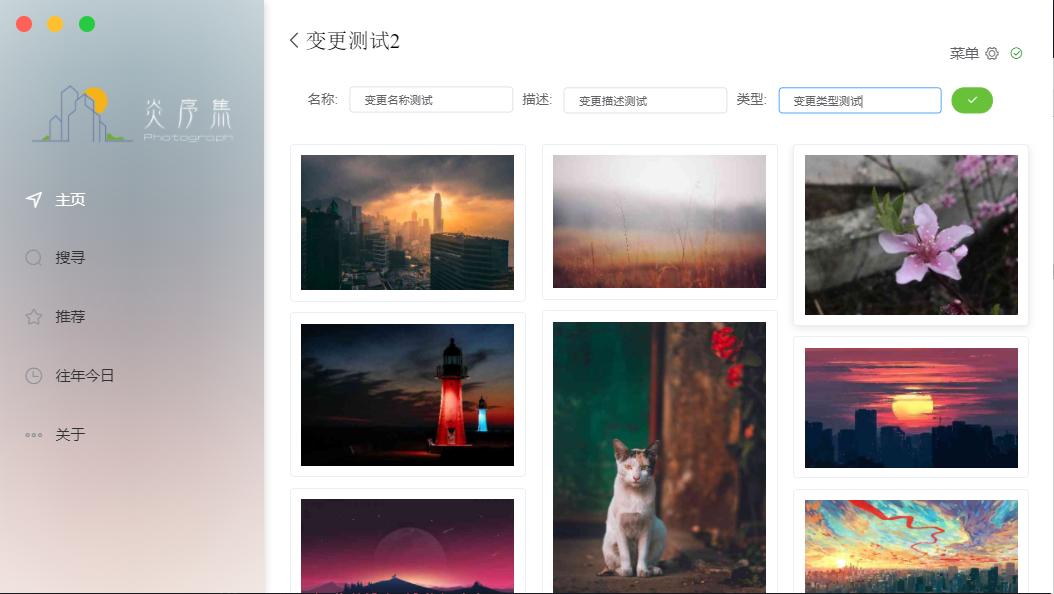 炎序集
Photograph
主页
搜寻
推荐
往年今日
关于
变更测试2
菜单
名称: 变更名称测试 描述: 变更描述测试 类型: 变更类型测试